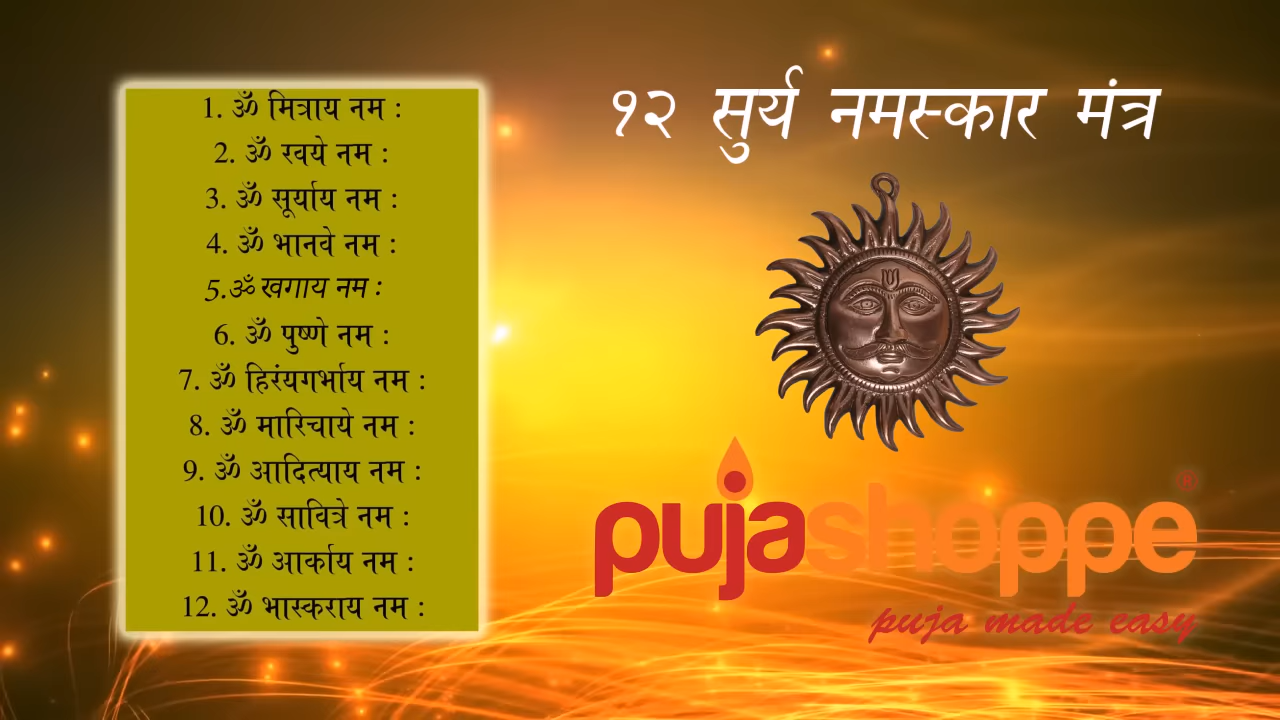 1. ॐ मित्राय नम :
2. ॐ रवये नम :
3. ॐ सूर्याय नम :
4. ॐ भानवे नम :
5.ॐ खगाय नम :
6. ॐ पुष्णे नम :
7. ॐ हिरंयगर्भाय नम :
8. ॐ मारिचाये नम :
9. ॐ आदित्याय नम :
10. ॐ सावित्रे नम :
11. ॐ आर्काय नम :
12. ॐ भास्कराय नम :
१२ सुर्य नमस्कार मंत्र
pujashoppe®
puja made easy